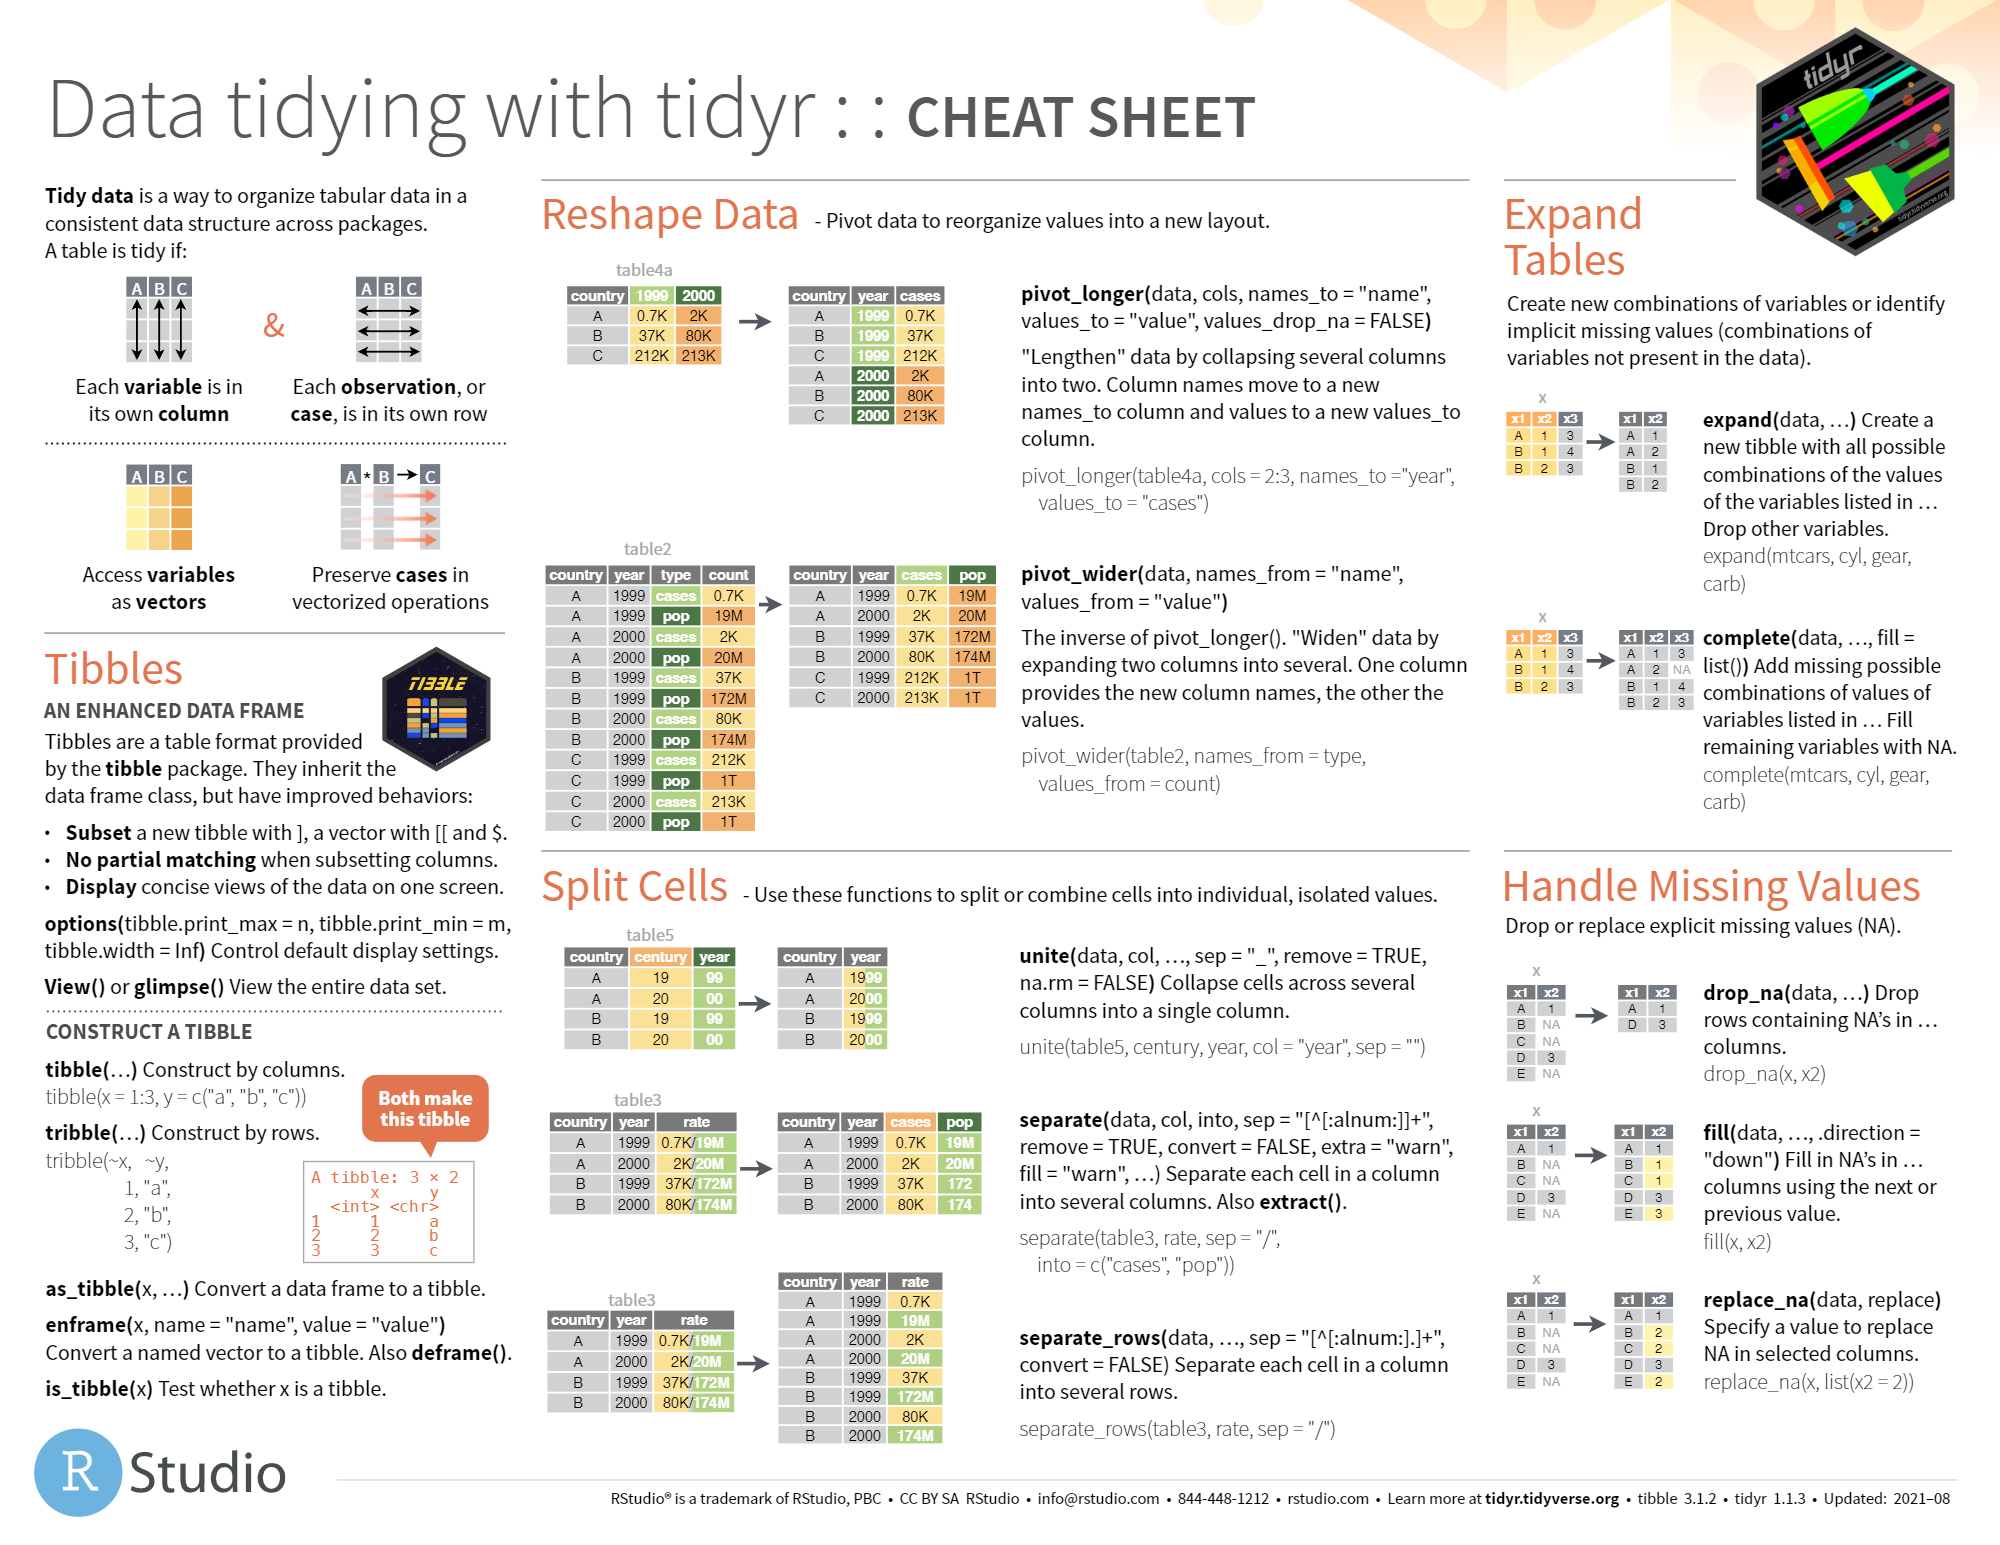 Data tidying with tidyr : : CHEAT SHEET
tidyr
tidyr.tidyverse.org
Tidy data is a way to organize tabular data in a
consistent data structure across packages.
A table is tidy if:
A B C
&
A B C
Each variable is in
its own column
Each observation, or
case, is in its own row
A B C
A * B → C
Access variables
as vectors
Preserve cases in
vectorized operations
Tibbles
TIBBLE
AN ENHANCED DATA FRAME
Tibbles are a table format provided
by the tibble package. They inherit the
data frame class, but have improved behaviors:
• Subset a new tibble with ], a vector with [[ and $.
• No partial matching when subsetting columns.
• Display concise views of the data on one screen.
options(tibble.print_max = n, tibble.print_min = m,
tibble.width = Inf) Control default display settings.
View() or glimpse() View the entire data set.
CONSTRUCT A TIBBLE
tibble(…) Construct by columns.
tibble(x = 1:3, y = c("a", "b", "c"))
tribble(…) Construct by rows.
tribble(~x, ~y,
1, "a",
2, "b",
3, "c")
Both make
this tibble
A tibble: 3 × 2
x y
<int> <chr>
1 1 a
2 2 b
3 3 c
as_tibble(x, …) Convert a data frame to a tibble.
enframe(x, name = "name", value = "value")
Convert a named vector to a tibble. Also deframe().
is_tibble(x) Test whether x is a tibble.
Reshape Data - Pivot data to reorganize values into a new layout.
table4a
country 1999 2000
A 0.7K 2K
B 37K 80K
C 212K 213K
country year cases
A 1999 0.7K
B 1999 37K
C 1999 212K
A 2000 2K
B 2000 80K
C 2000 213K
pivot_longer(data, cols, names_to = "name",
values_to = "value", values_drop_na = FALSE)
"Lengthen" data by collapsing several columns
into two. Column names move to a new
names_to column and values to a new values_to
column.
pivot_longer(table4a, cols = 2:3, names_to ="year",
values_to = "cases")
table2
country year type count
A 1999 cases 0.7K
A 1999 pop 19M
A 2000 cases 2K
A 2000 pop 20M
B 1999 cases 37K
B 1999 pop 172M
B 2000 cases 80K
B 2000 pop 174M
C 1999 cases 212K
C 1999 pop 1T
C 2000 cases 213K
C 2000 pop 1T
country year cases pop
A 1999 0.7K 19M
A 2000 2K 20M
B 1999 37K 172M
B 2000 80K 174M
C 1999 212K 1T
C 2000 213K 1T
pivot_wider(data, names_from = "name",
values_from = "value")
The inverse of pivot_longer(). "Widen" data by
expanding two columns into several. One column
provides the new column names, the other the
values.
pivot_wider(table2, names_from = type,
values_from = count)
Split Cells - Use these functions to split or combine cells into individual, isolated values.
table5
country century year
A 19 99
A 20 00
B 19 99
B 20 00
country year
A 1999
A 2000
B 1999
B 2000
unite(data, col, …, sep = "_", remove = TRUE,
na.rm = FALSE) Collapse cells across several
columns into a single column.
unite(table5, century, year, col = "year", sep = "")
table3
country year rate
A 1999 0.7K/19M
A 2000 2K/20M
B 1999 37K/172M
B 2000 80K/174M
country year cases pop
A 1999 0.7K 19M
A 2000 2K 20M
B 1999 37K 172
B 2000 80K 174
separate(data, col, into, sep = "[^[:alnum:]]+",
remove = TRUE, convert = FALSE, extra = "warn",
fill = "warn", …) Separate each cell in a column
into several columns. Also extract().
separate(table3, rate, sep = "/",
into = c("cases", "pop"))
table3
country year rate
A 1999 0.7K/19M
A 2000 2K/20M
B 1999 37K/172M
B 2000 80K/174M
country year rate
A 1999 0.7K
A 1999 19M
A 2000 2K
A 2000 20M
B 1999 37K
B 1999 172M
B 2000 80K
B 2000 174M
separate_rows(data, …, sep = "[^[:alnum:].]+",
convert = FALSE) Separate each cell in a column
into several rows.
separate_rows(table3, rate, sep = "/")
Expand
Tables
Create new combinations of variables or identify
implicit missing values (combinations of
variables not present in the data).
x
x1 x2 x3
A 1 3
B 1 4
B 2 3
x1 x2
A 1
A 2
B 1
B 2
expand(data, …) Create a
new tibble with all possible
combinations of the values
of the variables listed in …
Drop other variables.
expand(mtcars, cyl, gear,
carb)
x
x1 x2 x3
A 1 3
B 1 4
B 2 3
x1 x2 x3
A 1 3
A 2 NA
B 1 4
B 2 3
complete(data, …, fill =
list()) Add missing possible
combinations of values of
variables listed in … Fill
remaining variables with NA.
complete(mtcars, cyl, gear,
carb)
Handle Missing Values
Drop or replace explicit missing values (NA).
x
x1 x2
A 1
B NA
C NA
D 3
E NA
x1 x2
A 1
D 3
drop_na(data, …) Drop
rows containing NA’s in …
columns.
drop_na(x, x2)
x
x1 x2
A 1
B NA
C NA
D 3
E NA
x1 x2
A 1
B 1
C 1
D 3
E 3
fill(data, …, .direction =
"down") Fill in NA’s in …
columns using the next or
previous value.
fill(x, x2)
x
x1 x2
A 1
B NA
C NA
D 3
E NA
x1 x2
A 1
B 2
C 2
D 3
E 2
replace_na(data, replace)
Specify a value to replace
NA in selected columns.
replace_na(x, list(x2 = 2))
R Studio
RStudio® is a trademark of RStudio, PBC • CC BY SA RStudio • info@rstudio.com • 844-448-1212 • rstudio.com • Learn more at tidyr.tidyverse.org • tibble 3.1.2 • tidyr 1.1.3 • Updated: 2021–08